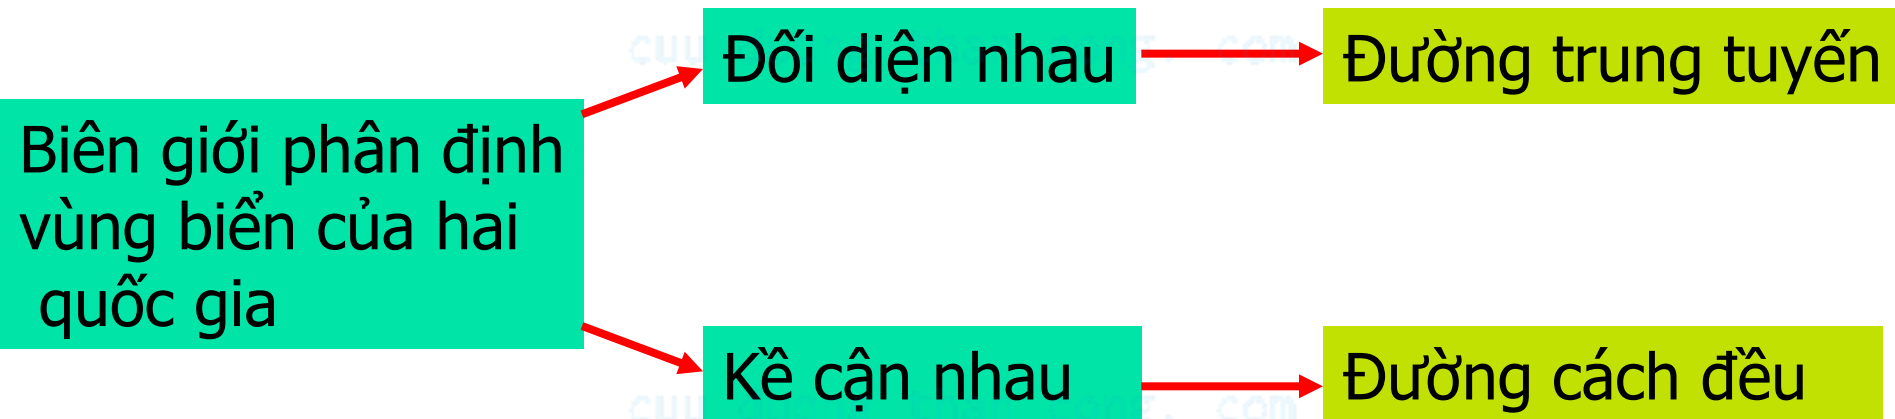 Đối diện nhau
Đường trung tuyến
Biên giới phân định
vùng biển của hai
quốc gia
Kề cận nhau
Đường cách đều